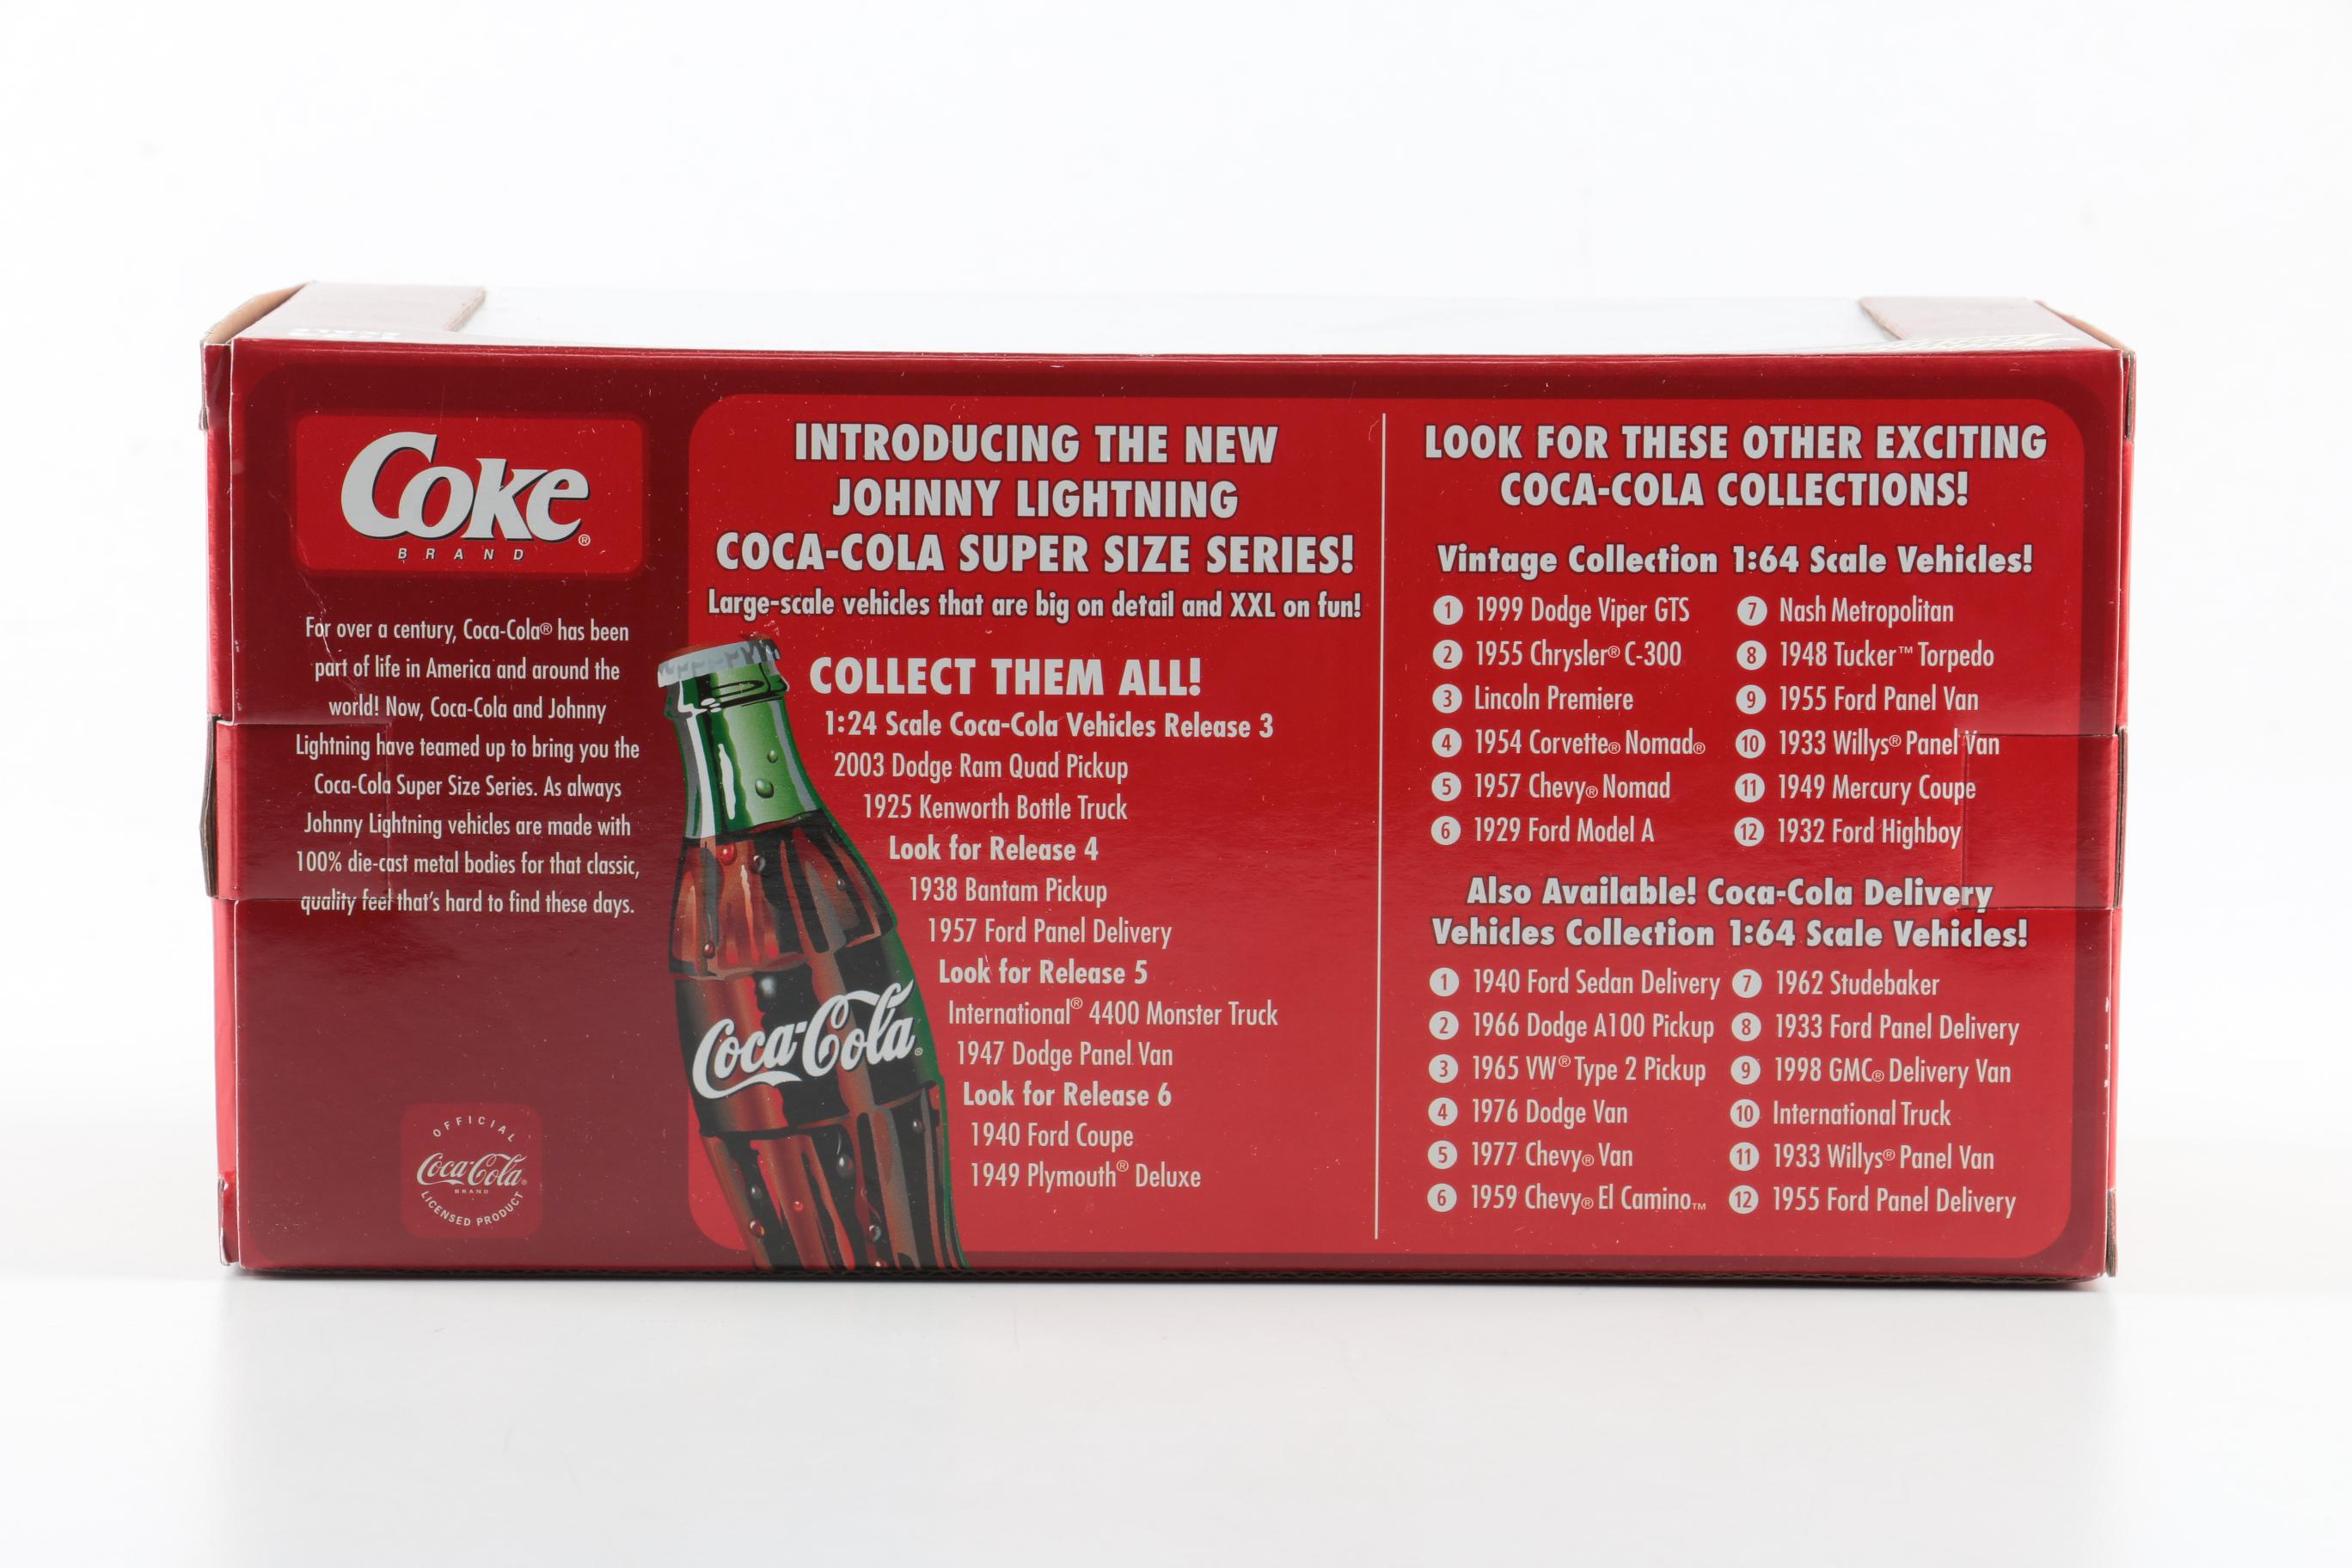 Coke®
BRAND
For over a century, Coca-Cola® has been
part of life in America and around the
world! Now, Coca-Cola and Johnny
Lightning have teamed up to bring you the
Coca-Cola Super Size Series. As always
Johnny Lightning vehicles are made with
100% die-cast metal bodies for that classic,
quality feel that's hard to find these days.
OFFICIAL
Coca-Cola®
BRAND
LICENSED PRODUCT
INTRODUCING THE NEW
JOHNNY LIGHTNING
COCA-COLA SUPER SIZE SERIES!
Large-scale vehicles that are big on detail and XXL on fun!
COLLECT THEM ALL!
1:24 Scale Coca-Cola Vehicles Release 3
2003 Dodge Ram Quad Pickup
1925 Kenworth Bottle Truck
Look for Release 4
1938 Bantam Pickup
1957 Ford Panel Delivery
Look for Release 5
International® 4400 Monster Truck
1947 Dodge Panel Van
Look for Release 6
1940 Ford Coupe
1949 Plymouth® Deluxe
Coca-Cola®
LOOK FOR THESE OTHER EXCITING
COCA-COLA COLLECTIONS!
Vintage Collection 1:64 Scale Vehicles!
1 1999 Dodge Viper GTS
2 1955 Chrysler® C-300
3 Lincoln Premiere
4 1954 Corvette® Nomad®
5 1957 Chevy® Nomad
6 1929 Ford Model A
7 Nash Metropolitan
8 1948 Tucker™ Torpedo
9 1955 Ford Panel Van
10 1933 Willys® Panel Van
11 1949 Mercury Coupe
12 1932 Ford Highboy
Also Available! Coca-Cola Delivery
Vehicles Collection 1:64 Scale Vehicles!
1 1940 Ford Sedan Delivery
2 1966 Dodge A100 Pickup
3 1965 VW® Type 2 Pickup
4 1976 Dodge Van
5 1977 Chevy® Van
6 1959 Chevy® El Camino™
7 1962 Studebaker
8 1933 Ford Panel Delivery
9 1998 GMC® Delivery Van
10 International Truck
11 1933 Willys® Panel Van
12 1955 Ford Panel Delivery